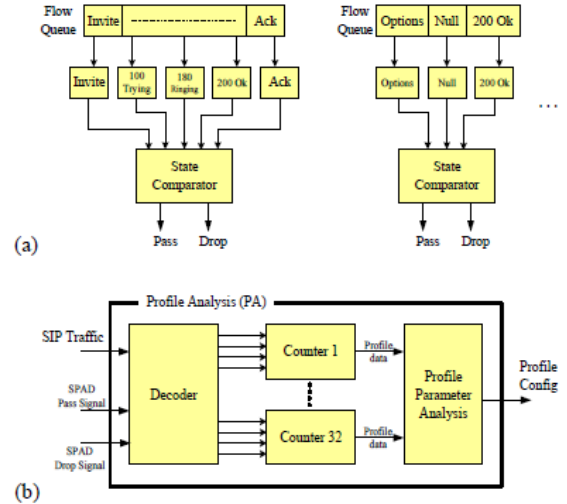 Flow Queue
Invite
Ack
Invite
100 Trying
180 Ringing
200 Ok
Ack
State Comparator
Pass
Drop
Flow Queue
Options
Null
200 Ok
Options
Null
200 Ok
...
State Comparator
Pass
Drop
(a)
Profile Analysis (PA)
SIP Traffic
SPAD Pass Signal
SPAD Drop Signal
Decoder
Counter 1
Counter 32
Profile data
Profile data
Profile Parameter Analysis
Profile Config
(b)